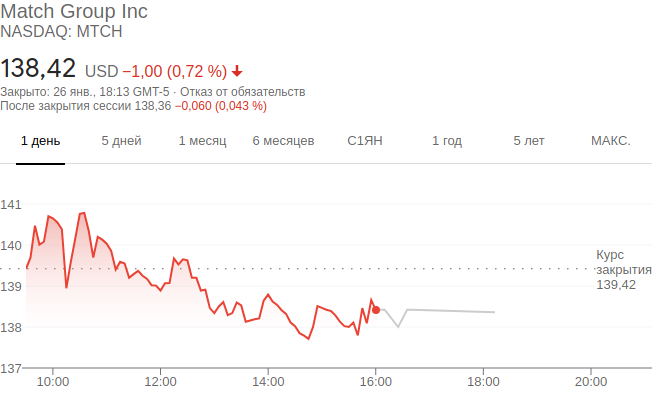 Match Group Inc
NASDAQ: MTCH
138,42 USD −1,00 (0,72 %)
Закрыто: 26 янв., 18:13 GMT-5 · Отказ от обязательств
После закрытия сессии 138,36 −0,060 (0,043 %)
1 день 5 дней 1 месяц 6 месяцев С1ЯН 1 год 5 лет МАКС.
141
140
Курс
закрытия
139,42
139
138
137
10:00 12:00 14:00 16:00 18:00 20:00